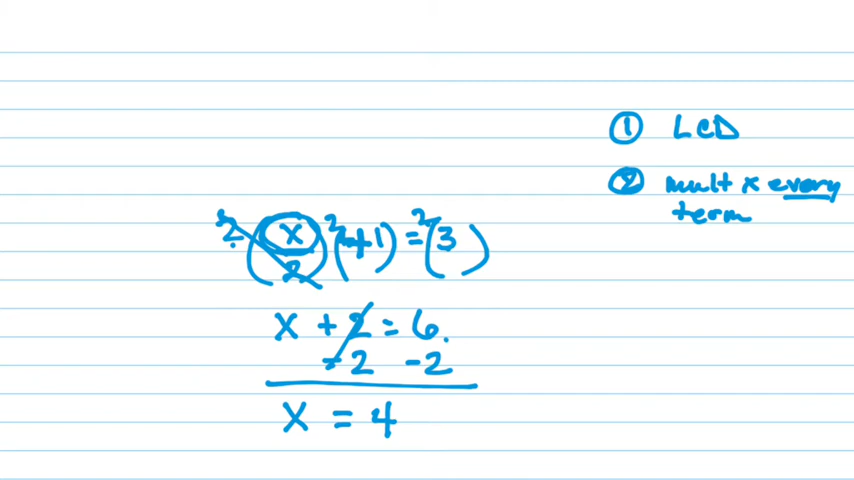 ① LCD
② mult x every
term
2(x/2) 2(+1) = 2(3)
x + 2 = 6.
- 2 -2
x = 4